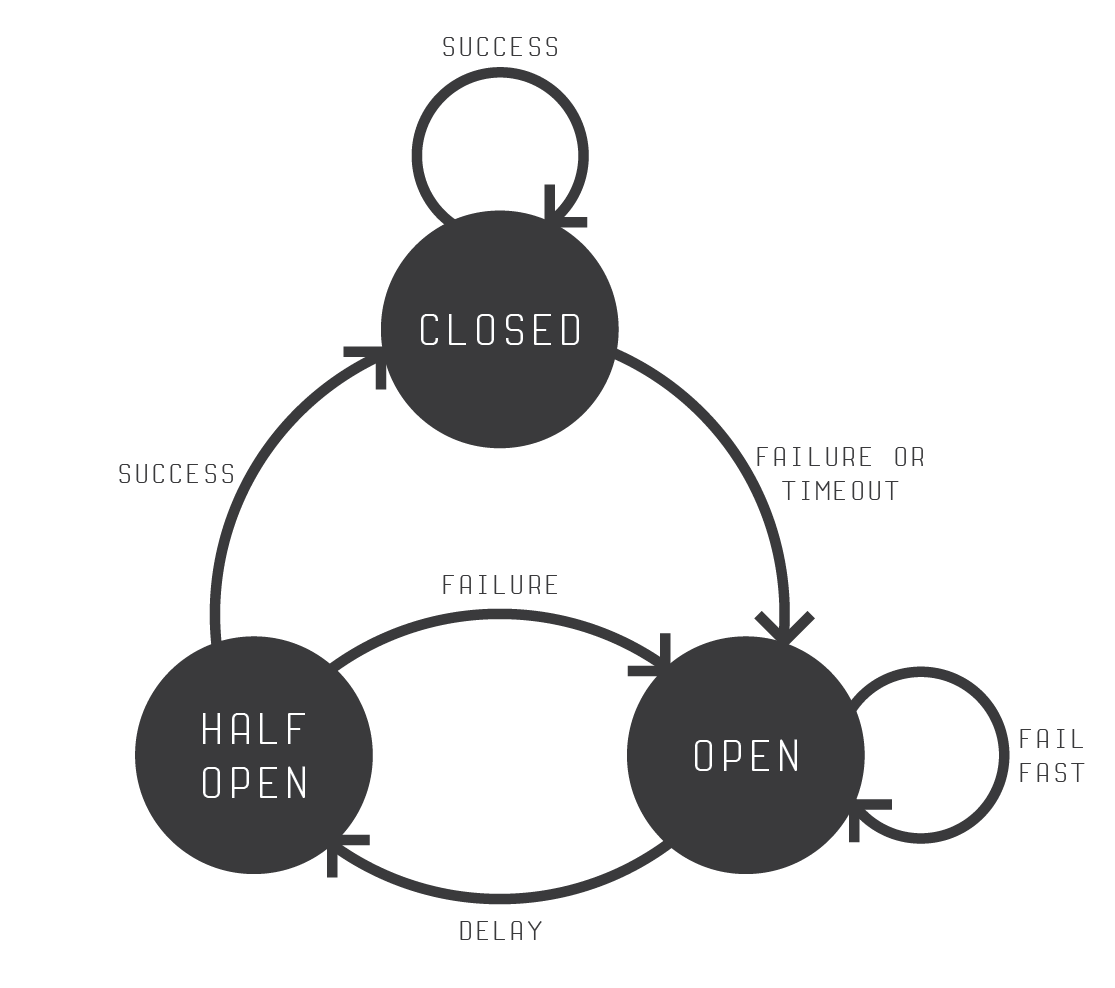 SUCCESS
CLOSED
SUCCESS
FAILURE OR
TIMEOUT
FAILURE
HALF
OPEN
OPEN
FAIL
FAST
DELAY